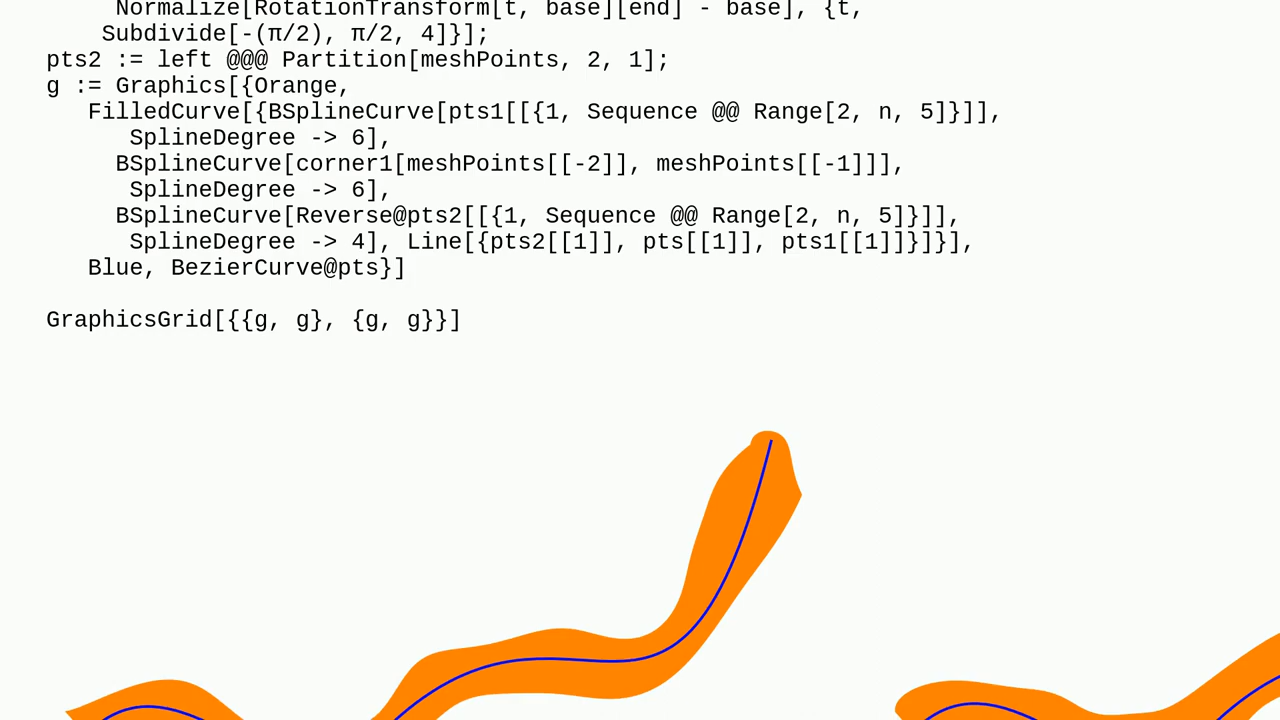 Normalize[RotationTransform[t, base][end] - base], {t,
Subdivide[-(π/2), π/2, 4]}];
pts2 := left @@@ Partition[meshPoints, 2, 1];
g := Graphics[{Orange,
FilledCurve[{BSplineCurve[pts1[[{1, Sequence @@ Range[2, n, 5]}]],
SplineDegree -> 6],
BSplineCurve[corner1[meshPoints[[-2]], meshPoints[[-1]]],
SplineDegree -> 6],
BSplineCurve[Reverse@pts2[[{1, Sequence @@ Range[2, n, 5]}]],
SplineDegree -> 4], Line[{pts2[[1]], pts[[1]], pts1[[1]]}]}],
Blue, BezierCurve@pts}]
GraphicsGrid[{{g, g}, {g, g}}]